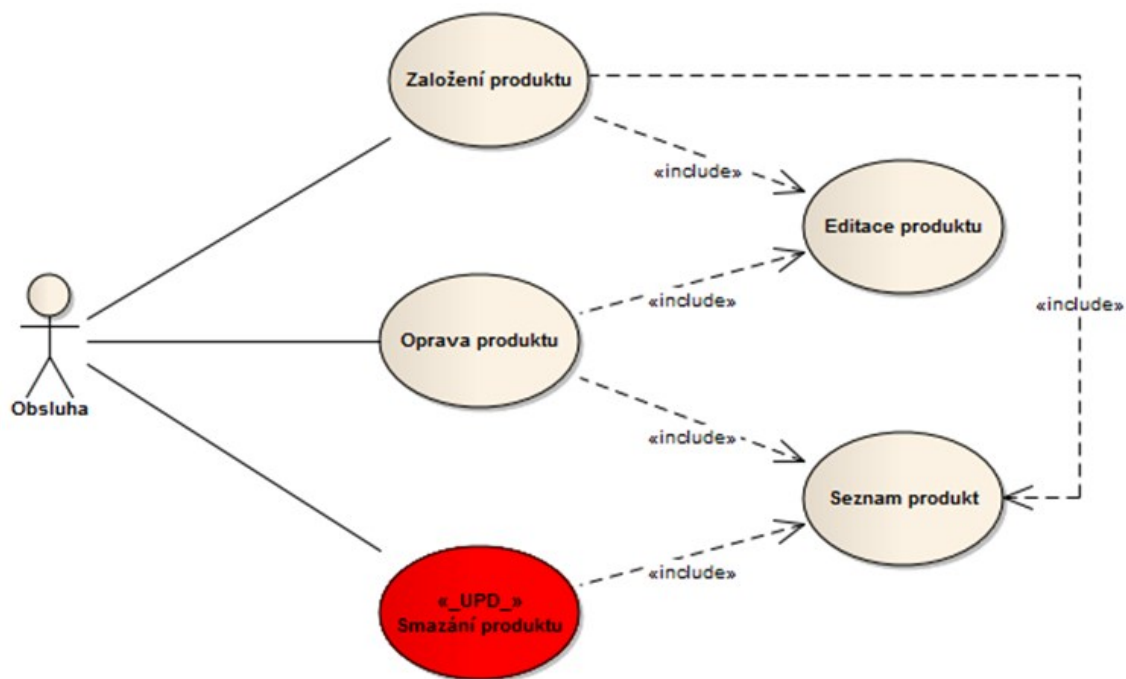 Založení produktu
«include»
Editace produktu
«include»
«include»
Oprava produktu
Obsluha
«include»
Seznam produkt
«include»
«_UPD_»
Smazání produktu